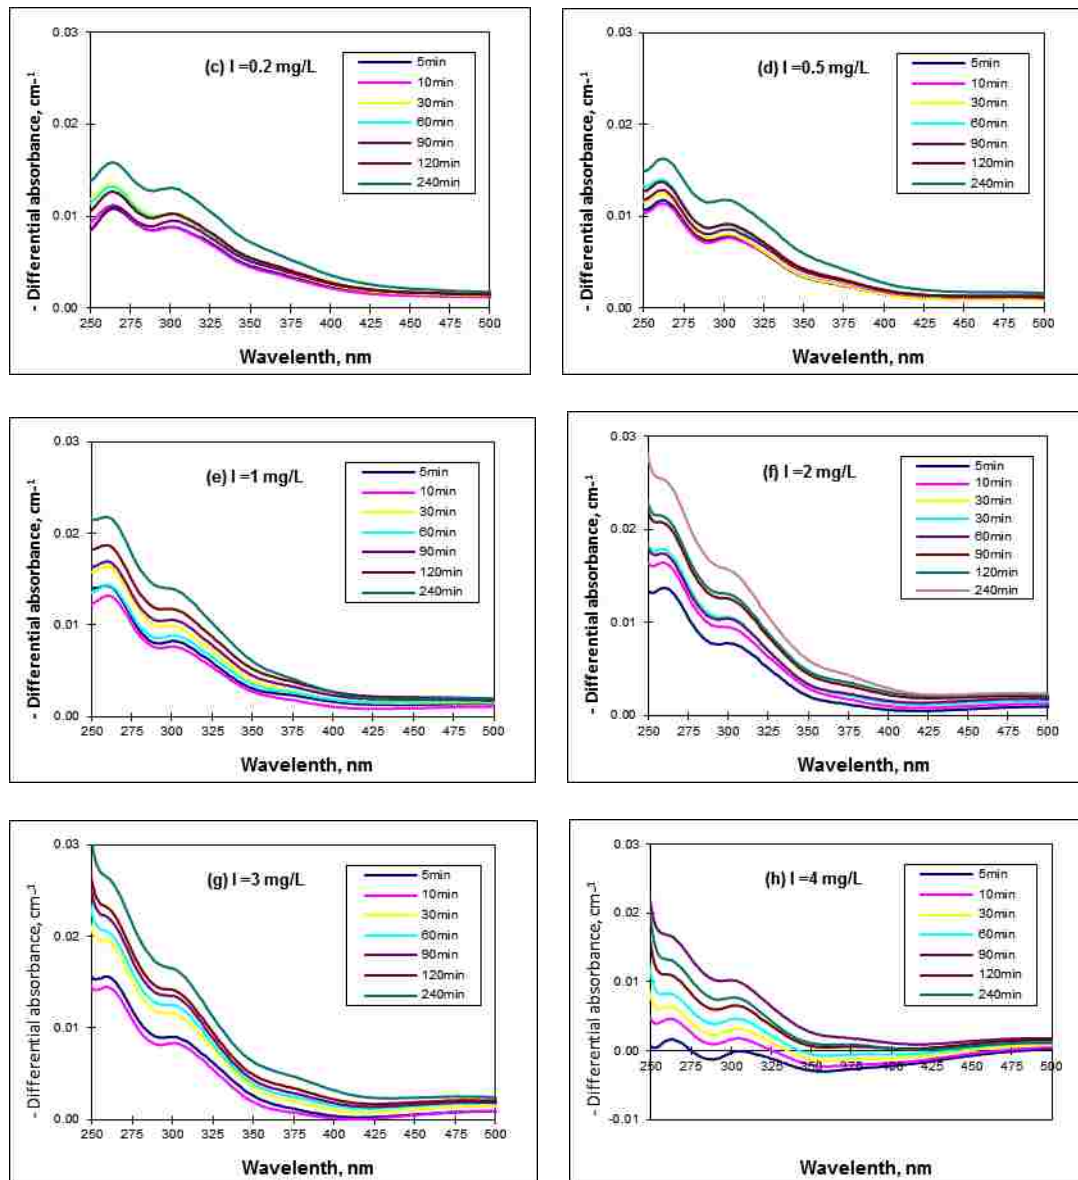 0.03
0.02
0.01
0.00
- Differential absorbance, cm-1
(c) I =0.2 mg/L
5min
10min
30min
60min
90min
120min
240min
250 275 300 325 350 375 400 425 450 475 500
Wavelenth, nm
0.03
0.02
0.01
0.00
- Differential absorbance, cm-1
(d) I =0.5 mg/L
5min
10min
30min
60min
90min
120min
240min
250 275 300 325 350 375 400 425 450 475 500
Wavelenth, nm
0.03
0.02
0.01
0.00
- Differential absorbance, cm-1
(e) I =1 mg/L
5min
10min
30min
60min
90min
120min
240min
250 275 300 325 350 375 400 425 450 475 500
Wavelenth, nm
0.03
0.02
0.01
0.00
- Differential absorbance, cm-1
(f) I =2 mg/L
5min
10min
30min
30min
60min
90min
120min
240min
250 275 300 325 350 375 400 425 450 475 500
Wavelenth, nm
0.03
0.02
0.01
0.00
- Differential absorbance, cm-1
(g) I =3 mg/L
5min
10min
30min
60min
90min
120min
240min
250 275 300 325 350 375 400 425 450 475 500
Wavelenth, nm
0.03
0.02
0.01
0.00
-0.01
- Differential absorbance, cm-1
(h) I =4 mg/L
5min
10min
30min
60min
90min
120min
240min
250 275 300 325 350 375 400 425 450 475 500
Wavelenth, nm